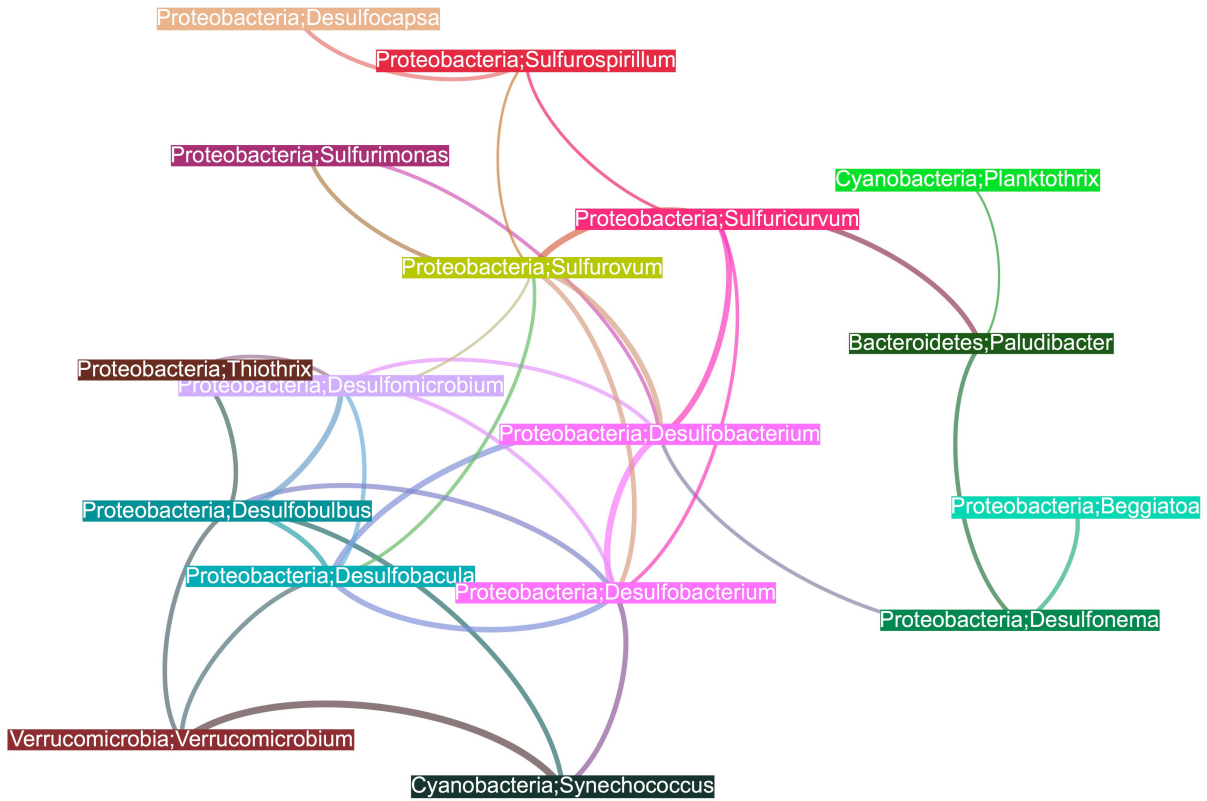 Proteobacteria;Desulfocapsa
Proteobacteria;Sulfurospirillum
Proteobacteria;Sulfurimonas
Cyanobacteria;Planktothrix
Proteobacteria;Sulfuricurvum
Proteobacteria;Sulfurovum
Bacteroidetes;Paludibacter
Proteobacteria;Thiothrix
Proteobacteria;Desulfomicrobium
Proteobacteria;Desulfobacterium
Proteobacteria;Beggiatoa
Proteobacteria;Desulfobulbus
Proteobacteria;Desulfobacula
Proteobacteria;Desulfobacterium
Proteobacteria;Desulfonema
Verrucomicrobia;Verrucomicrobium
Cyanobacteria;Synechococcus